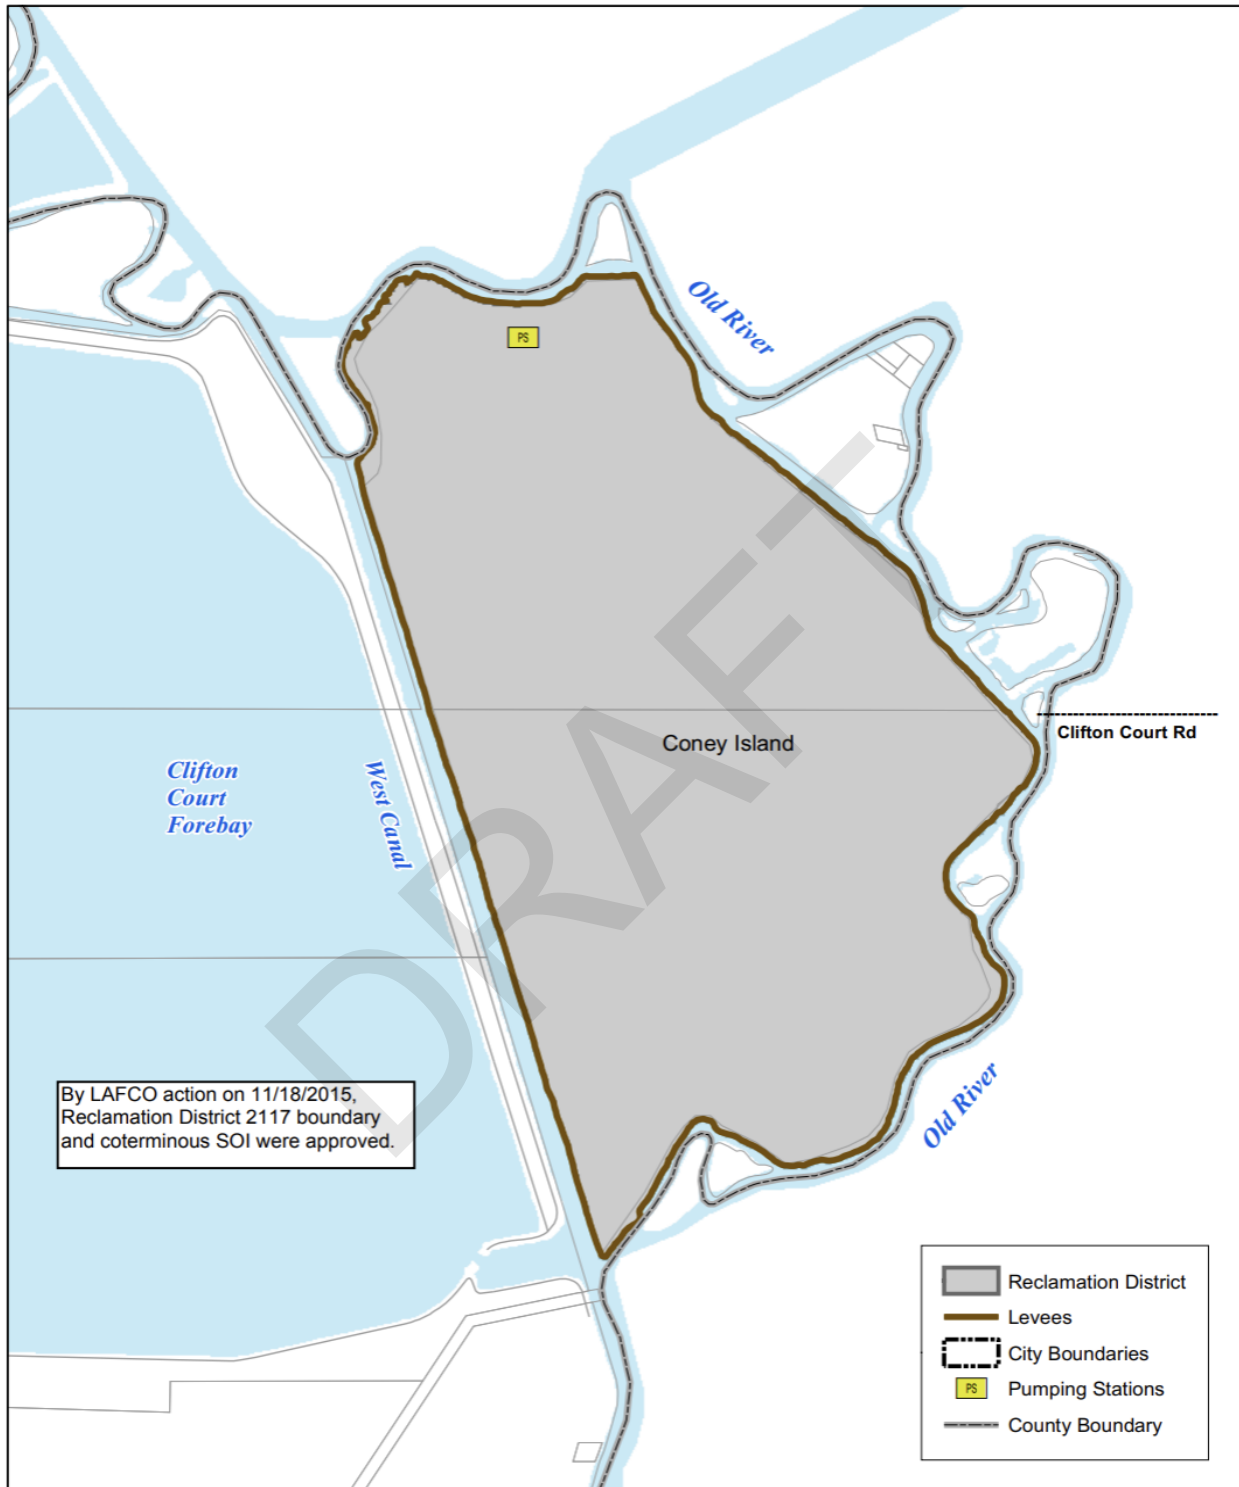 Old River
PS
Coney Island
Clifton Court Rd
Clifton
Court
Forebay
West Canal
DRAFT
By LAFCO action on 11/18/2015,
Reclamation District 2117 boundary
and coterminous SOI were approved.
Old River
Reclamation District
Levees
City Boundaries
PS Pumping Stations
County Boundary